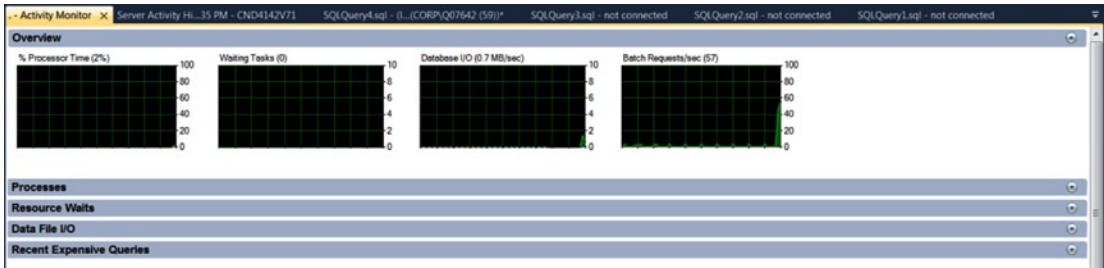 . - Activity Monitor X Server Activity Hi...35 PM - CND4142V71 SQLQuery4.sql - (l...(CORP\Q07642 (59))* SQLQuery3.sql - not connected SQLQuery2.sql - not connected SQLQuery1.sql - not connected
Overview
% Processor Time (2%)
100
80
60
40
20
0
Waiting Tasks (0)
10
8
6
4
2
0
Database I/O (0.7 MB/sec)
10
8
6
4
2
0
Batch Requests/sec (57)
100
80
60
40
20
0
Processes
Resource Waits
Data File I/O
Recent Expensive Queries